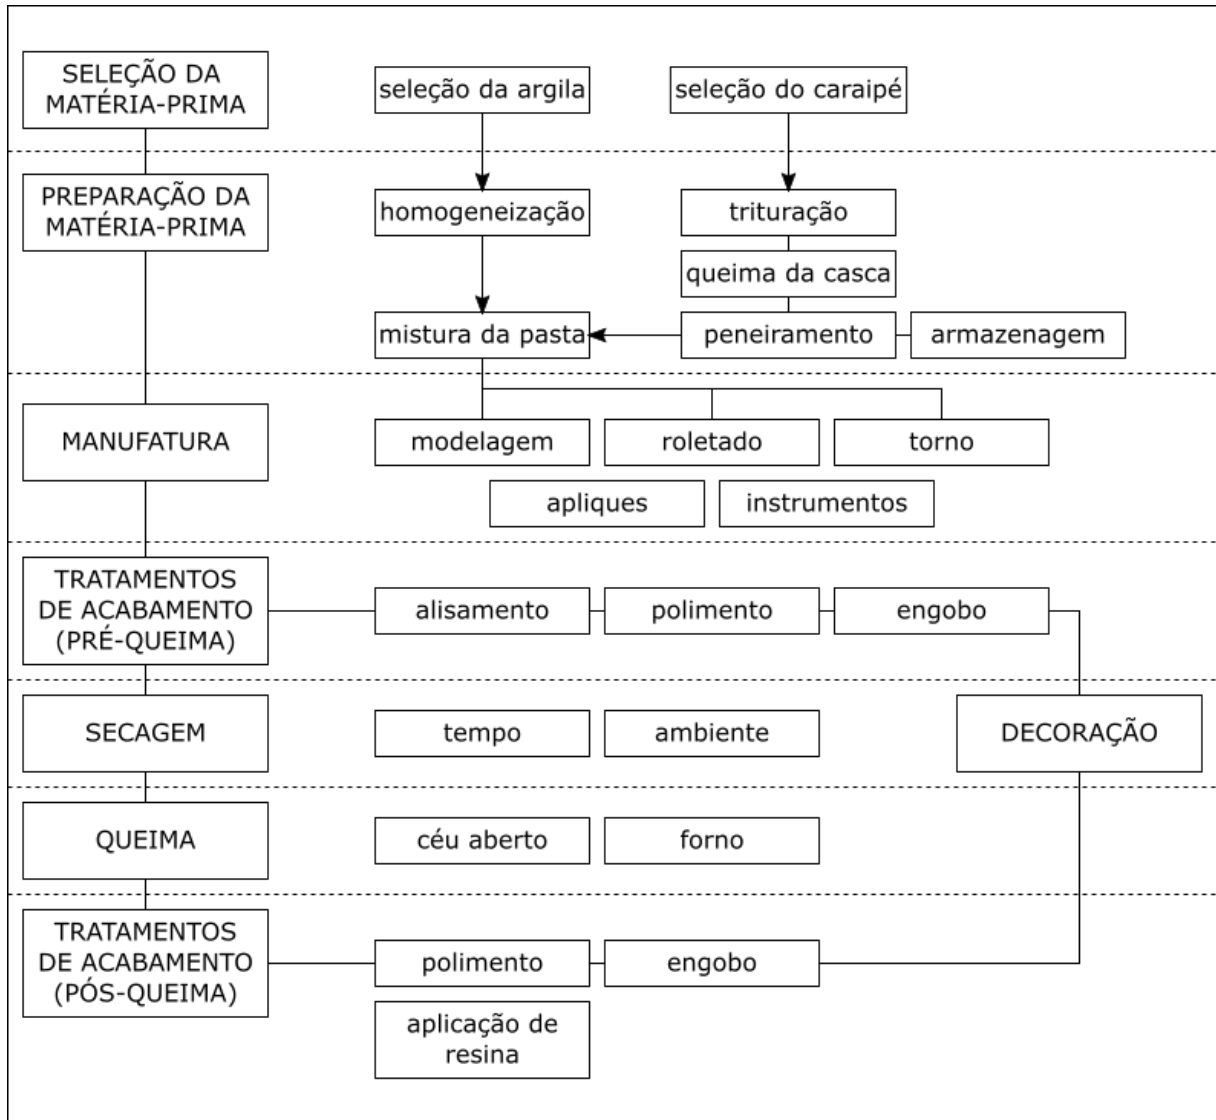 SELEÇÃO DA
MATÉRIA-PRIMA
seleção da argila
seleção do caraipé
PREPARAÇÃO DA
MATÉRIA-PRIMA
homogeneização
trituração
queima da casca
mistura da pasta
peneiramento
armazenagem
MANUFATURA
modelagem
roletado
torno
apliques
instrumentos
TRATAMENTOS
DE ACABAMENTO
(PRÉ-QUEIMA)
alisamento
polimento
engobo
SECAGEM
tempo
ambiente
DECORAÇÃO
QUEIMA
céu aberto
forno
TRATAMENTOS
DE ACABAMENTO
(PÓS-QUEIMA)
polimento
engobo
aplicação de
resina